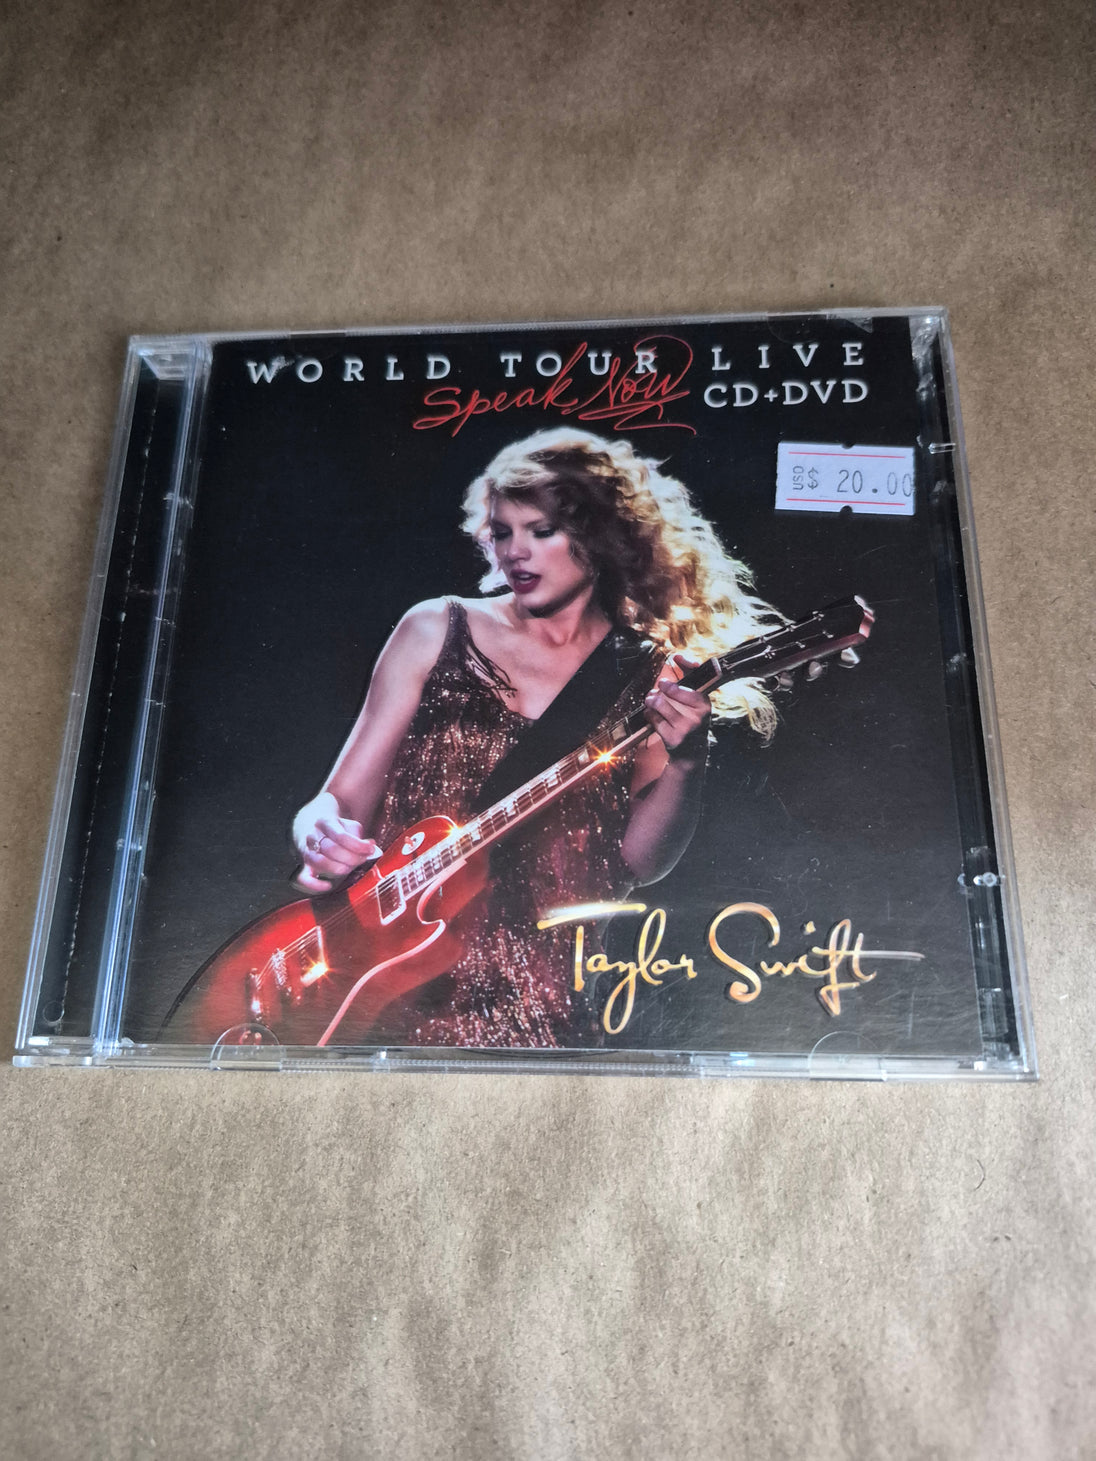 WORLD TOUR LIVE
Speak Now CD+DVD
USD $ 20.00
Taylor Swift